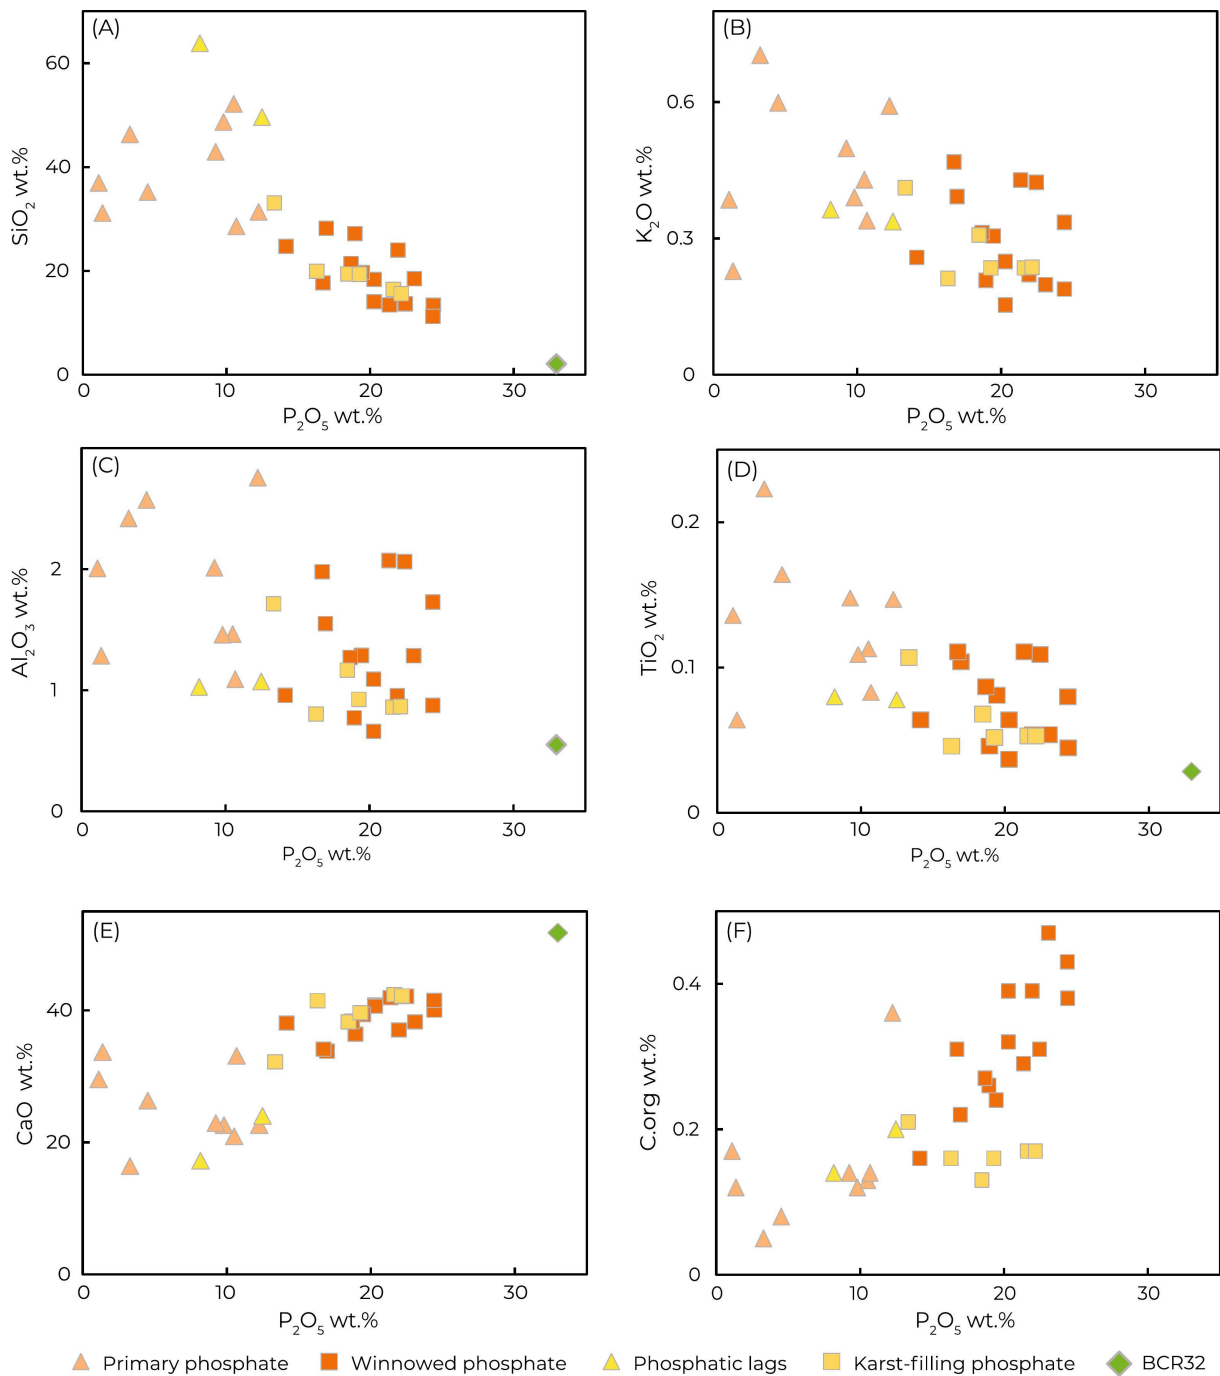 (A)
60
40
20
0
SiO₂ wt.%
0 10 20 30
P₂O₅ wt.%
(B)
0.6
0.3
0
K₂O wt.%
0 10 20 30
P₂O₅ wt.%
(C)
2
1
0
Al₂O₃ wt.%
0 10 20 30
P₂O₅ wt.%
(D)
0.2
0.1
0
TiO₂ wt.%
0 10 20 30
P₂O₅ wt.%
(E)
40
20
0
CaO wt.%
0 10 20 30
P₂O₅ wt.%
(F)
0.4
0.2
0
C.org wt.%
0 10 20 30
P₂O₅ wt.%
Primary phosphate Winnowed phosphate Phosphatic lags Karst-filling phosphate BCR32